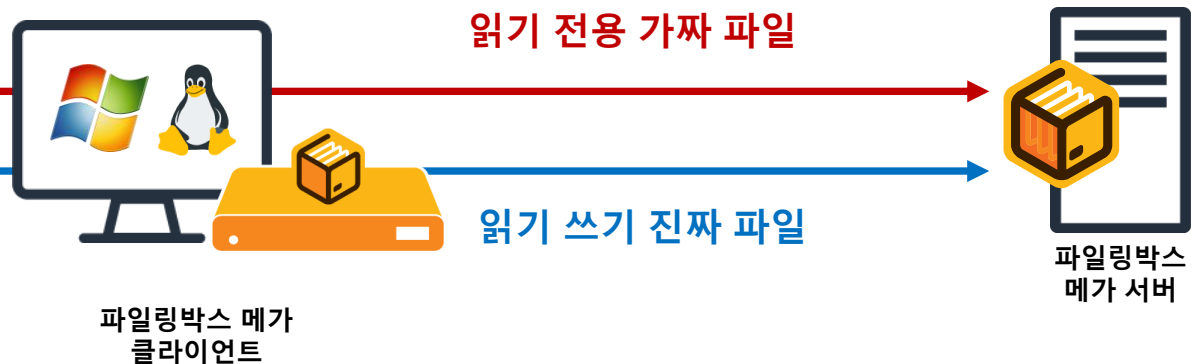 읽기 전용 가짜 파일
읽기 쓰기 진짜 파일
파일링박스
메가 서버
파일링박스 메가
클라이언트